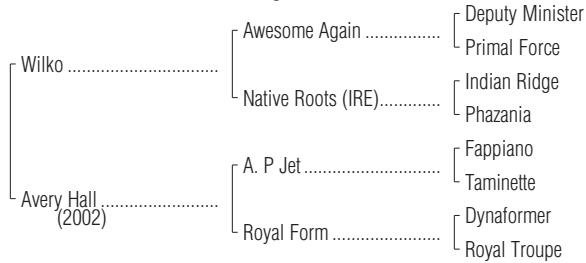 Deputy Minister
Awesome Again ................
Primal Force
Wilko ................................
Indian Ridge
Native Roots (IRE).............
Phazania
Fappiano
A. P Jet .............................
Taminette
Avery Hall .........................
(2002)
Dynaformer
Royal Form .......................
Royal Troupe